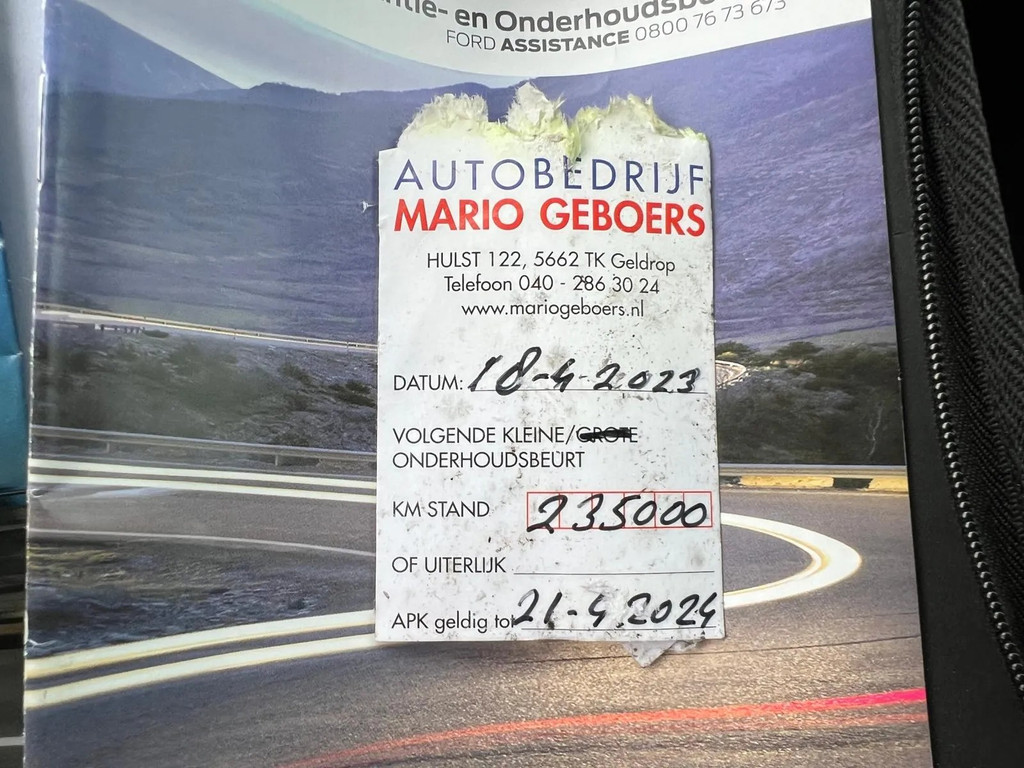 en Onderhoudsb
FORD ASSISTANCE 0800 76 73 673
AUTOBEDRIJF
MARIO GEBOERS
HULST 122, 5662 TK Geldrop
Telefoon 040 - 286 30 24
www.mariogeboers.nl
DATUM: 18-4-2023
VOLGENDE KLEINE/GROTE
ONDERHOUDSBEURT
KM STAND 235000
OF UITERLIJK
APK geldig tot 21-4.2024